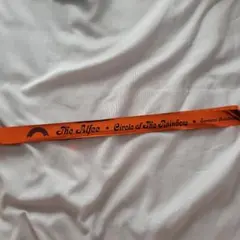 The Alfee • Circle of The Rainbow •